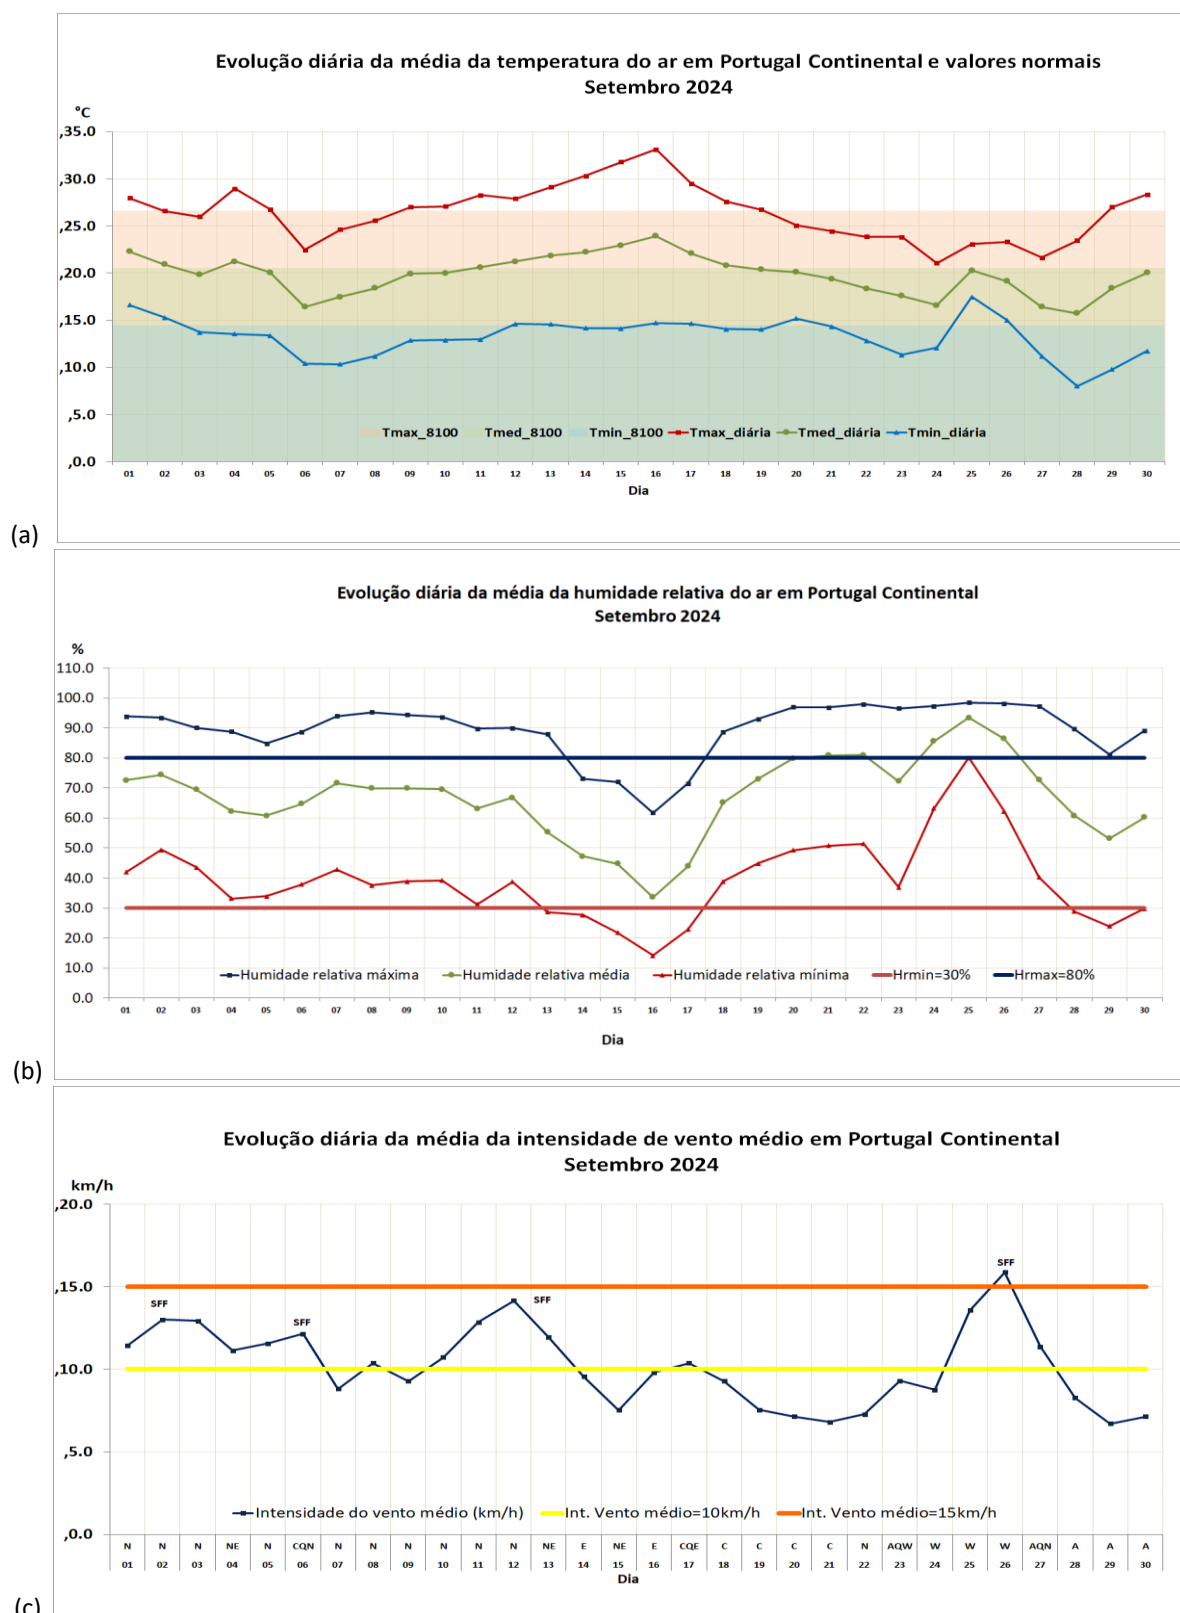 Evolução diária da média da temperatura do ar em Portugal Continental e valores normais
Setembro 2024
°C
,35.0
,30.0
,25.0
,20.0
,15.0
,10.0
,5.0
,0.0
Tmax_8100 Tmed_8100 Tmin_8100 Tmax_diária Tmed_diária Tmin_diária
01 02 03 04 05 06 07 08 09 10 11 12 13 14 15 16 17 18 19 20 21 22 23 24 25 26 27 28 29 30
Dia
(a)
Evolução diária da média da humidade relativa do ar em Portugal Continental
Setembro 2024
%
110.0
100.0
90.0
80.0
70.0
60.0
50.0
40.0
30.0
20.0
10.0
0.0
Humidade relativa máxima Humidade relativa média Humidade relativa mínima Hrmin=30% Hrmax=80%
01 02 03 04 05 06 07 08 09 10 11 12 13 14 15 16 17 18 19 20 21 22 23 24 25 26 27 28 29 30
Dia
(b)
Evolução diária da média da intensidade de vento médio em Portugal Continental
Setembro 2024
km/h
,20.0
,15.0
,10.0
,5.0
,0.0
SFF SFF SFF SFF
Intensidade do vento médio (km/h) Int. Vento médio=10km/h Int. Vento médio=15km/h
N N N NE N CQN N N N N N N NE E NE E CQE C C C C N AQW W W W AQN A A A
01 02 03 04 05 06 07 08 09 10 11 12 13 14 15 16 17 18 19 20 21 22 23 24 25 26 27 28 29 30
Dia
(c)